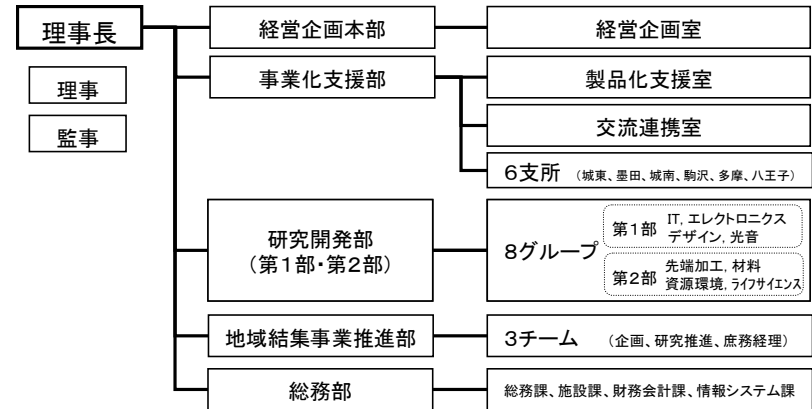 理事長
理事
監事
経営企画本部
経営企画室
事業化支援部
製品化支援室
交流連携室
6支所 (城東、墨田、城南、駒沢、多摩、八王子)
研究開発部
(第1部・第2部)
8グループ
第1部 IT, エレクトロニクス
デザイン, 光音
第2部 先端加工, 材料
資源環境, ライフサイエンス
地域結集事業推進部
3チーム (企画、研究推進、庶務経理)
総務部
総務課、施設課、財務会計課、情報システム課